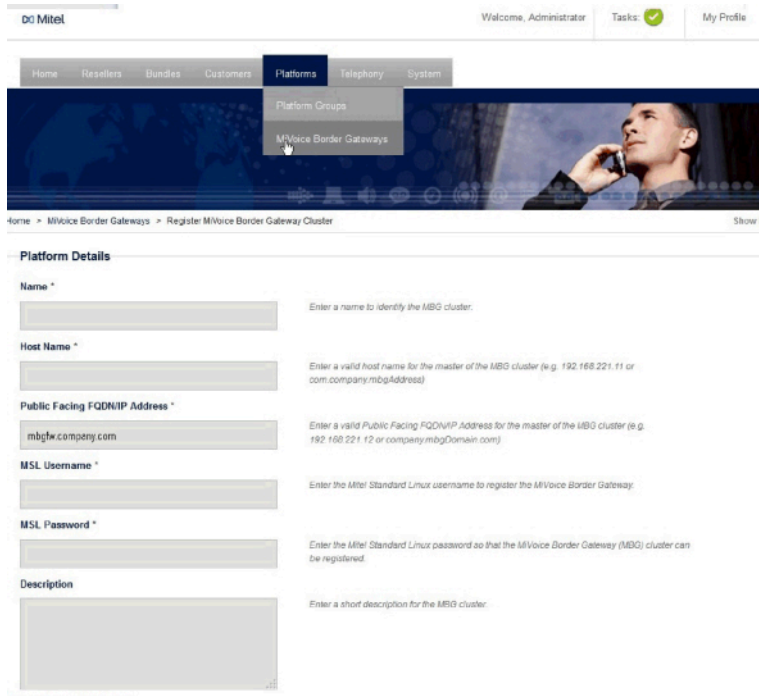 Mitel
Welcome, Administrator
Tasks:
My Profile
Home
Resellers
Bundles
Customers
Platforms
Telephony
System
Platform Groups
MiVoice Border Gateways
Home > MiVoice Border Gateways > Register MiVoice Border Gateway Cluster
Show
Platform Details
Name *
Enter a name to identify the MBG cluster.
Host Name *
Enter a valid host name for the master of the MBG cluster (e.g. 192.168.221.11 or
com.company.mbgAddress)
Public Facing FQDN/IP Address *
mbgfw.company.com
Enter a valid Public Facing FQDN/IP Address for the master of the MBG cluster (e.g.
192.168.221.12 or company.mbgDomain.com)
MSL Username *
Enter the Mitel Standard Linux username to register the MiVoice Border Gateway.
MSL Password *
Enter the Mitel Standard Linux password so that the MiVoice Border Gateway (MBG) cluster can
be registered.
Description
Enter a short description for the MBG cluster.